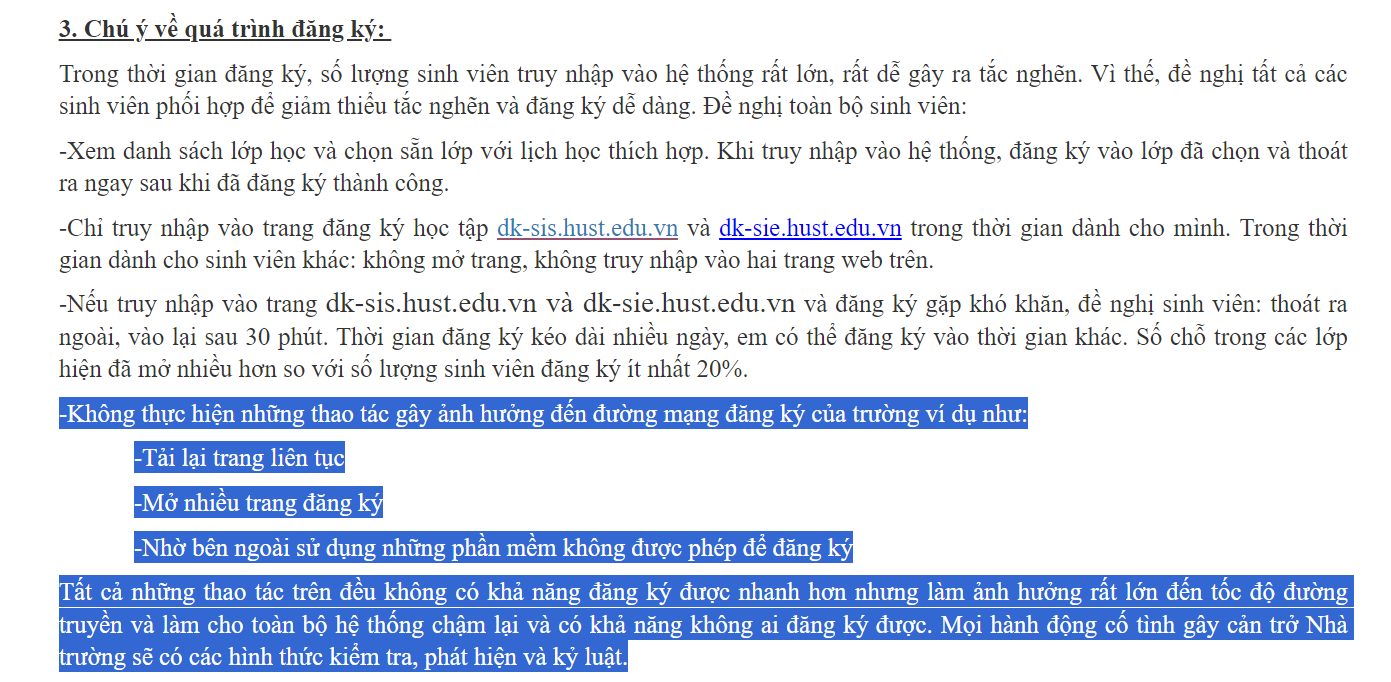 3. Chú ý về quá trình đăng ký:
Trong thời gian đăng ký, số lượng sinh viên truy nhập vào hệ thống rất lớn, rất dễ gây ra tắc nghẽn. Vì thế, đề nghị tất cả các
sinh viên phối hợp để giảm thiểu tắc nghẽn và đăng ký dễ dàng. Đề nghị toàn bộ sinh viên:
-Xem danh sách lớp học và chọn sẵn lớp với lịch học thích hợp. Khi truy nhập vào hệ thống, đăng ký vào lớp đã chọn và thoát
ra ngay sau khi đã đăng ký thành công.
-Chỉ truy nhập vào trang đăng ký học tập dk-sis.hust.edu.vn và dk-sie.hust.edu.vn trong thời gian dành cho mình. Trong thời
gian dành cho sinh viên khác: không mở trang, không truy nhập vào hai trang web trên.
-Nếu truy nhập vào trang dk-sis.hust.edu.vn và dk-sie.hust.edu.vn và đăng ký gặp khó khăn, đề nghị sinh viên: thoát ra
ngoài, vào lại sau 30 phút. Thời gian đăng ký kéo dài nhiều ngày, em có thể đăng ký vào thời gian khác. Số chỗ trong các lớp
hiện đã mở nhiều hơn so với số lượng sinh viên đăng ký ít nhất 20%.
-Không thực hiện những thao tác gây ảnh hưởng đến đường mạng đăng ký của trường ví dụ như:
-Tải lại trang liên tục
-Mở nhiều trang đăng ký
-Nhờ bên ngoài sử dụng những phần mềm không được phép để đăng ký
Tất cả những thao tác trên đều không có khả năng đăng ký được nhanh hơn nhưng làm ảnh hưởng rất lớn đến tốc độ đường
truyền và làm cho toàn bộ hệ thống chậm lại và có khả năng không ai đăng ký được. Mọi hành động cố tình gây cản trở Nhà
trường sẽ có các hình thức kiểm tra, phát hiện và kỷ luật.